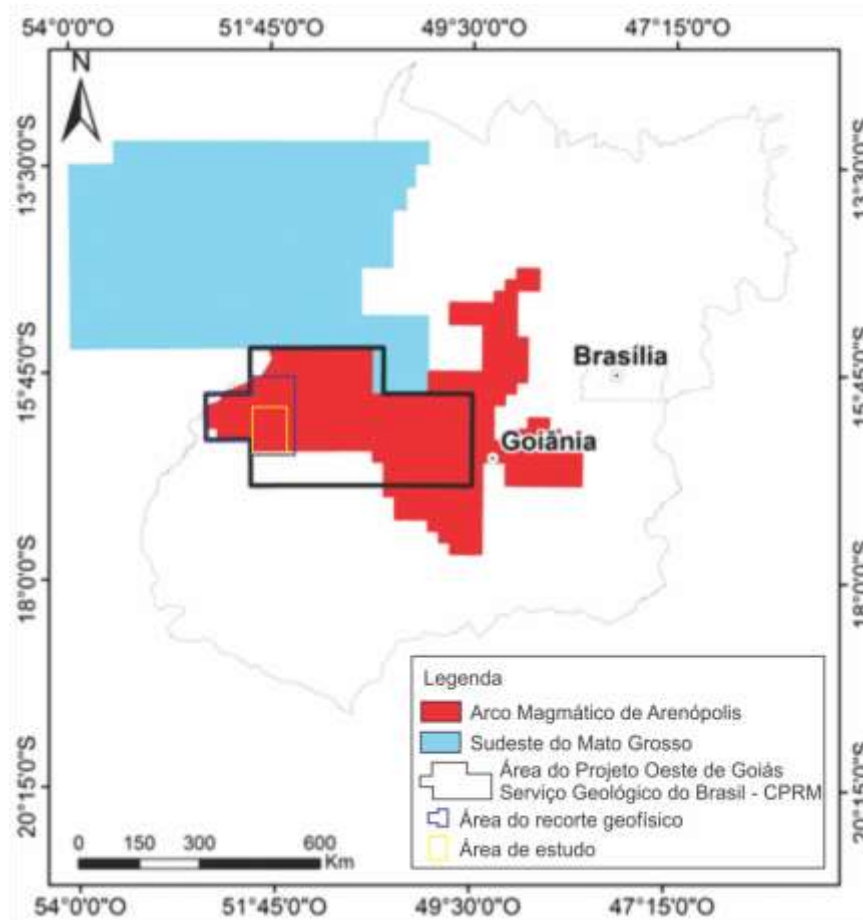 54°0'0"O 51°45'0"O 49°30'0"O 47°15'0"O
N
13°30'0"S
13°30'0"S
15°45'0"S
15°45'0"S
Brasília
Goiânia
18°0'0"S
18°0'0"S
20°15'0"S
20°15'0"S
Legenda
Arco Magmático de Arenópolis
Sudeste do Mato Grosso
Área do Projeto Oeste de Goiás
Serviço Geológico do Brasil - CPRM
Área do recorte geofísico
Área de estudo
0 150 300 600
Km
54°0'0"O 51°45'0"O 49°30'0"O 47°15'0"O